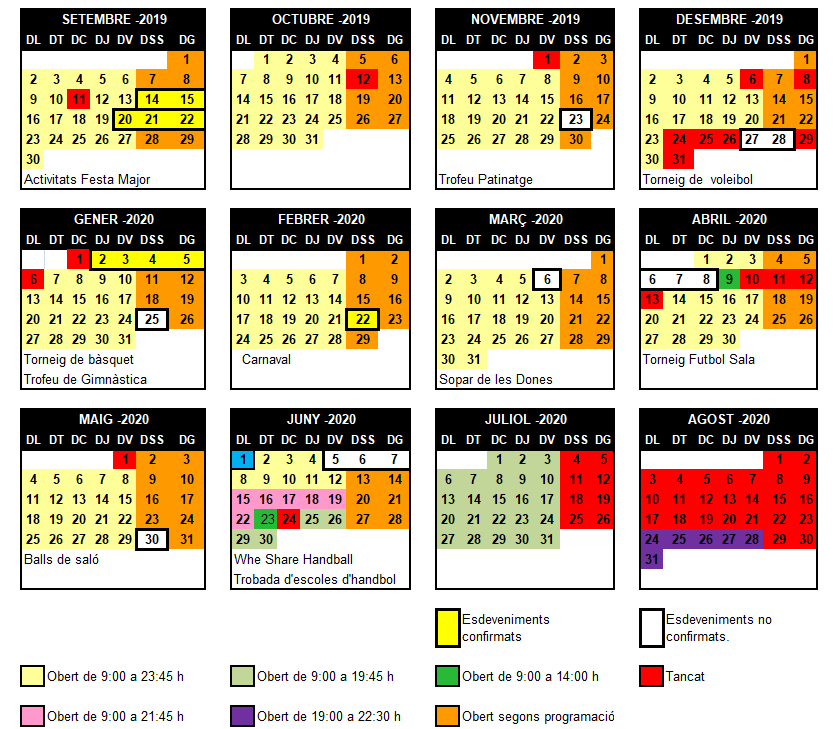 SETEMBRE -2019
DL DT DC DJ DV DSS DG
1
2 3 4 5 6 7 8
9 10 11 12 13 14 15
16 17 18 19 20 21 22
23 24 25 26 27 28 29
30
Activitats Festa Major
OCTUBRE -2019
DL DT DC DJ DV DSS DG
1 2 3 4 5 6
7 8 9 10 11 12 13
14 15 16 17 18 19 20
21 22 23 24 25 26 27
28 29 30 31
NOVEMBRE -2019
DL DT DC DJ DV DSS DG
1 2 3
4 5 6 7 8 9 10
11 12 13 14 15 16 17
18 19 20 21 22 23 24
25 26 27 28 29 30
Trofeu Patinatge
DESEMBRE -2019
DL DT DC DJ DV DSS DG
1
2 3 4 5 6 7 8
9 10 11 12 13 14 15
16 17 18 19 20 21 22
23 24 25 26 27 28 29
30 31
Torneig de voleibol
GENER -2020
DL DT DC DJ DV DSS DG
1 2 3 4 5
6 7 8 9 10 11 12
13 14 15 16 17 18 19
20 21 22 23 24 25 26
27 28 29 30 31
Torneig de bàsquet
Trofeu de Gimnàstica
FEBRER -2020
DL DT DC DJ DV DSS DG
1 2
3 4 5 6 7 8 9
10 11 12 13 14 15 16
17 18 19 20 21 22 23
24 25 26 27 28 29
Carnaval
MARÇ -2020
DL DT DC DJ DV DSS DG
1
2 3 4 5 6 7 8
9 10 11 12 13 14 15
16 17 18 19 20 21 22
23 24 25 26 27 28 29
30 31
Sopar de les Dones
ABRIL -2020
DL DT DC DJ DV DSS DG
1 2 3 4 5
6 7 8 9 10 11 12
13 14 15 16 17 18 19
20 21 22 23 24 25 26
27 28 29 30
Torneig Futbol Sala
MAIG -2020
DL DT DC DJ DV DSS DG
1 2 3
4 5 6 7 8 9 10
11 12 13 14 15 16 17
18 19 20 21 22 23 24
25 26 27 28 29 30 31
Balls de saló
JUNY -2020
DL DT DC DJ DV DSS DG
1 2 3 4 5 6 7
8 9 10 11 12 13 14
15 16 17 18 19 20 21
22 23 24 25 26 27 28
29 30
Whe Share Handball
Trobada d'escoles d'handbol
JULIOL -2020
DL DT DC DJ DV DSS DG
1 2 3 4 5
6 7 8 9 10 11 12
13 14 15 16 17 18 19
20 21 22 23 24 25 26
27 28 29 30 31
AGOST -2020
DL DT DC DJ DV DSS DG
1 2
3 4 5 6 7 8 9
10 11 12 13 14 15 16
17 18 19 20 21 22 23
24 25 26 27 28 29 30
31
Esdeveniments
confirmats
Esdeveniments no
confirmats.
Obert de 9:00 a 23:45 h
Obert de 9:00 a 19:45 h
Obert de 9:00 a 14:00 h
Tancat
Obert de 9:00 a 21:45 h
Obert de 19:00 a 22:30 h
Obert segons programació